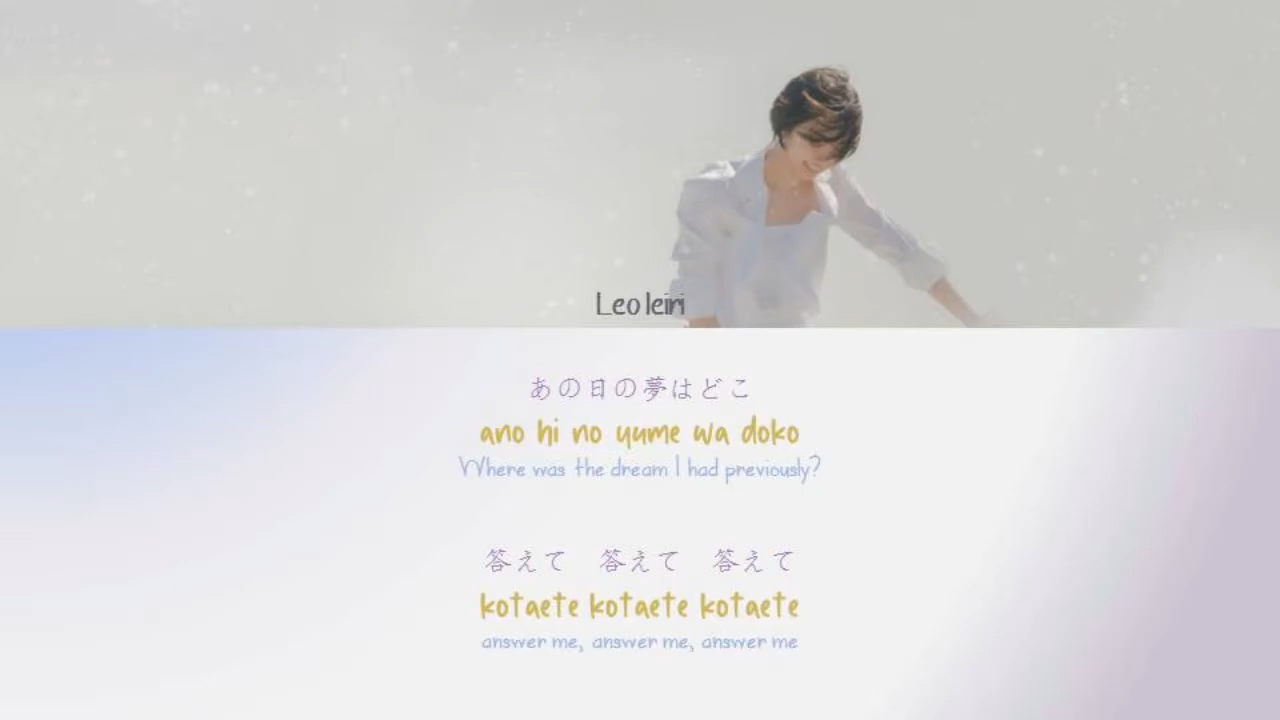 Leo Ieiri
あの日の夢はどこ
ano hi no yume wa doko
Where was the dream I had previously?
答えて 答えて 答えて
kotaete kotaete kotaete
answer me, answer me, answer me